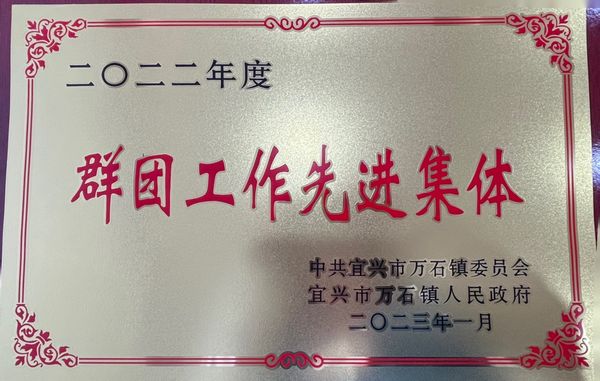 二〇二二年度
群团工作先进集体
中共宜兴市万石镇委员会
宜兴市万石镇人民政府
二〇二三年一月